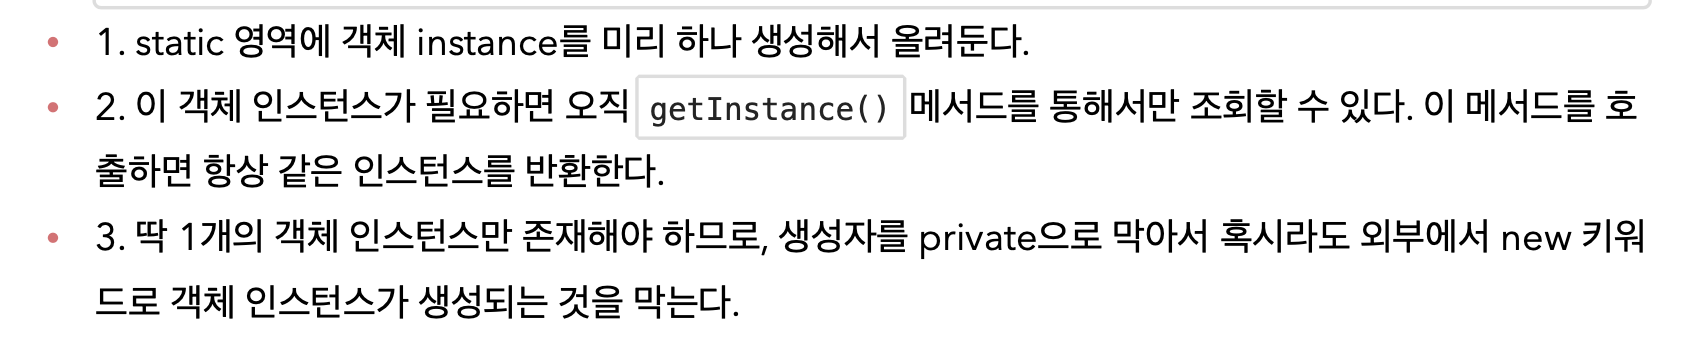 • 1. static 영역에 객체 instance를 미리 하나 생성해서 올려둔다.
• 2. 이 객체 인스턴스가 필요하면 오직 getInstance() 메서드를 통해서만 조회할 수 있다. 이 메서드를 호
출하면 항상 같은 인스턴스를 반환한다.
• 3. 딱 1개의 객체 인스턴스만 존재해야 하므로, 생성자를 private으로 막아서 혹시라도 외부에서 new 키워
드로 객체 인스턴스가 생성되는 것을 막는다.